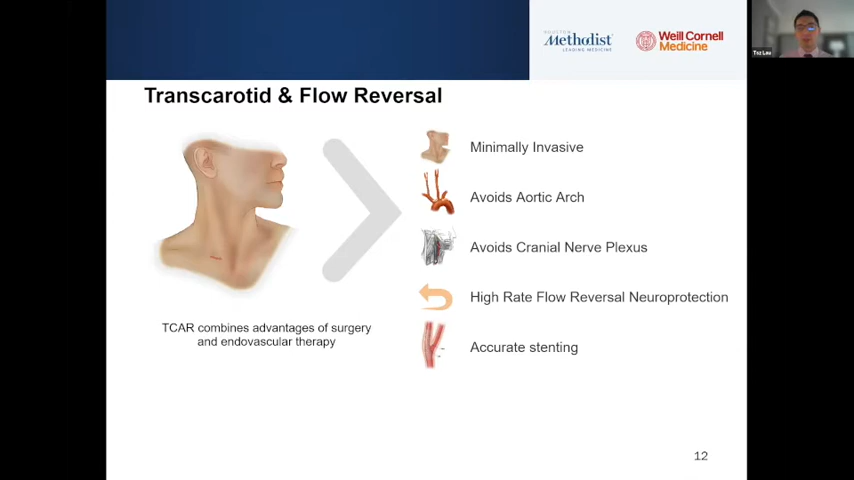 HOUSTON
Methodist
LEADING MEDICINE
Weill Cornell
Medicine
Transcarotid & Flow Reversal
Minimally Invasive
Avoids Aortic Arch
Avoids Cranial Nerve Plexus
High Rate Flow Reversal Neuroprotection
TCAR combines advantages of surgery
and endovascular therapy
Accurate stenting
12